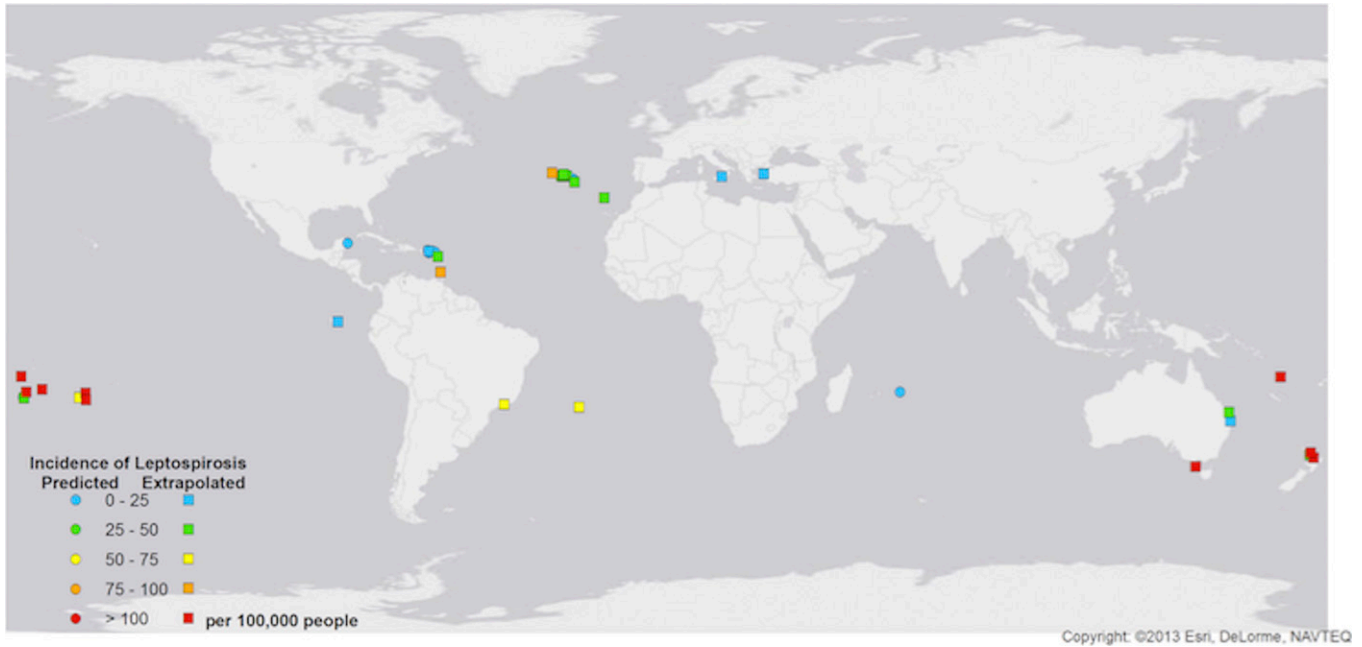 Incidence of Leptospirosis
Predicted Extrapolated
0 - 25
25 - 50
50 - 75
75 - 100
> 100 per 100,000 people
Copyright: ©2013 Esri, DeLorme, NAVTEQ